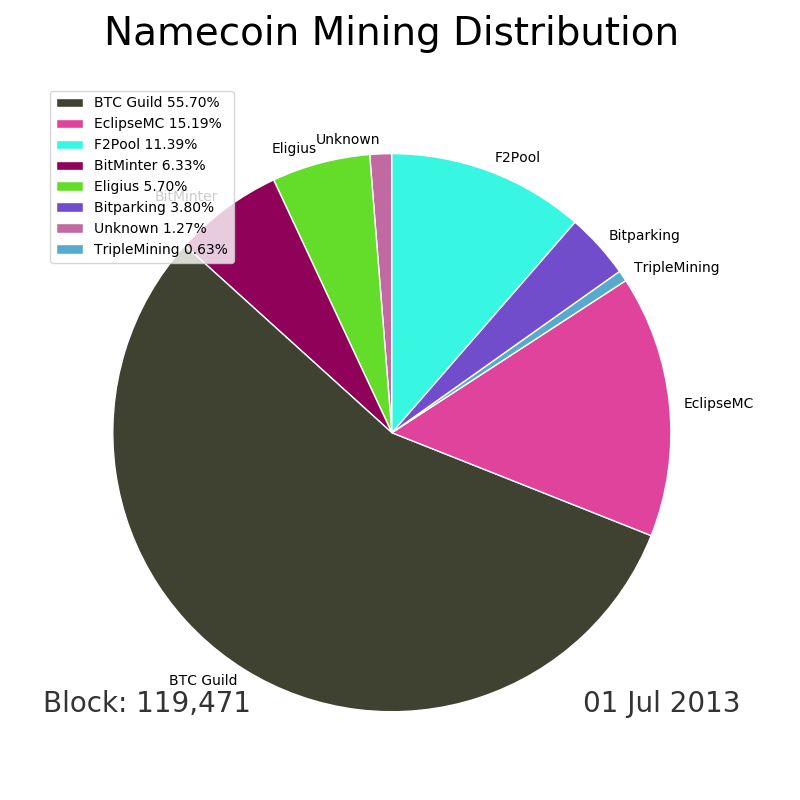 Namecoin Mining Distribution
BTC Guild 55.70%
EclipseMC 15.19%
F2Pool 11.39%
BitMinter 6.33%
Eligius 5.70%
Bitparking 3.80%
Unknown 1.27%
TripleMining 0.63%
Unknown
Eligius
F2Pool
BitMinter
Bitparking
TripleMining
EclipseMC
BTC Guild
Block: 119,471
01 Jul 2013